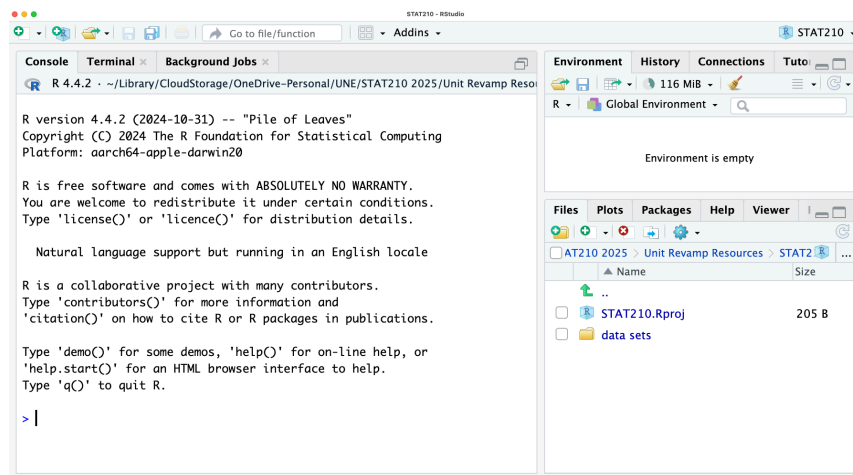 STAT210 - RStudio
Go to file/function
Addins
STAT210
Console Terminal Background Jobs
R 4.4.2 · ~/Library/CloudStorage/OneDrive-Personal/UNE/STAT210 2025/Unit Revamp Reso
R version 4.4.2 (2024-10-31) -- "Pile of Leaves"
Copyright (C) 2024 The R Foundation for Statistical Computing
Platform: aarch64-apple-darwin20
R is free software and comes with ABSOLUTELY NO WARRANTY.
You are welcome to redistribute it under certain conditions.
Type 'license()' or 'licence()' for distribution details.
Natural language support but running in an English locale
R is a collaborative project with many contributors.
Type 'contributors()' for more information and
'citation()' on how to cite R or R packages in publications.
Type 'demo()' for some demos, 'help()' for on-line help, or
'help.start()' for an HTML browser interface to help.
Type 'q()' to quit R.
>
Environment History Connections Tuto
116 MiB
R Global Environment
Environment is empty
Files Plots Packages Help Viewer
AT210 2025 > Unit Revamp Resources > STAT2 R ...
Name Size
..
STAT210.Rproj 205 B
data sets